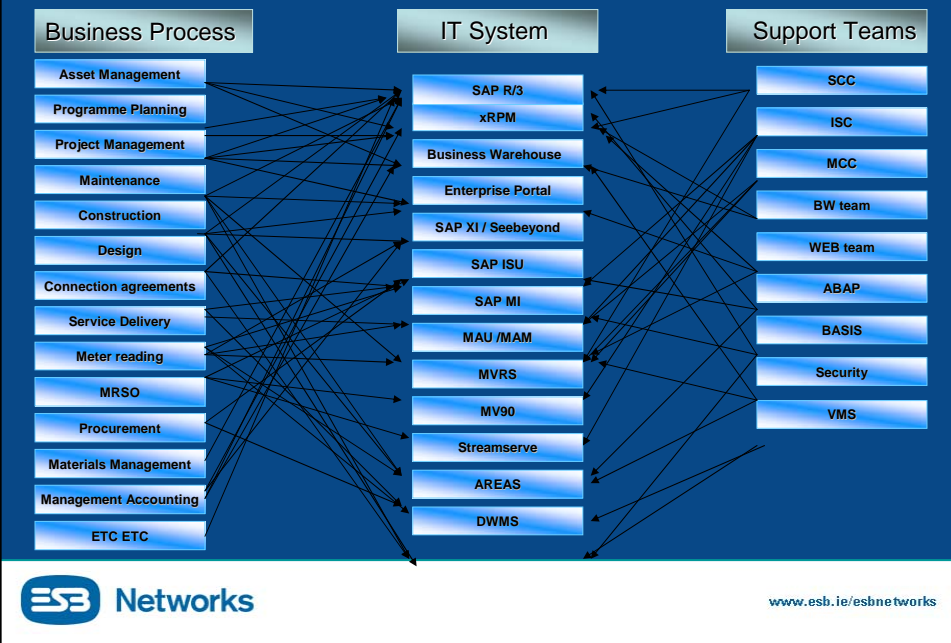 Business Process
IT System
Support Teams
Asset Management
Programme Planning
Project Management
Maintenance
Construction
Design
Connection agreements
Service Delivery
Meter reading
MRSO
Procurement
Materials Management
Management Accounting
ETC ETC
SAP R/3
xRPM
Business Warehouse
Enterprise Portal
SAP XI / Seebeyond
SAP ISU
SAP MI
MAU /MAM
MVRS
MV90
Streamserve
AREAS
DWMS
SCC
ISC
MCC
BW team
WEB team
ABAP
BASIS
Security
VMS
ESB Networks
www.esb.ie/esbnetworks